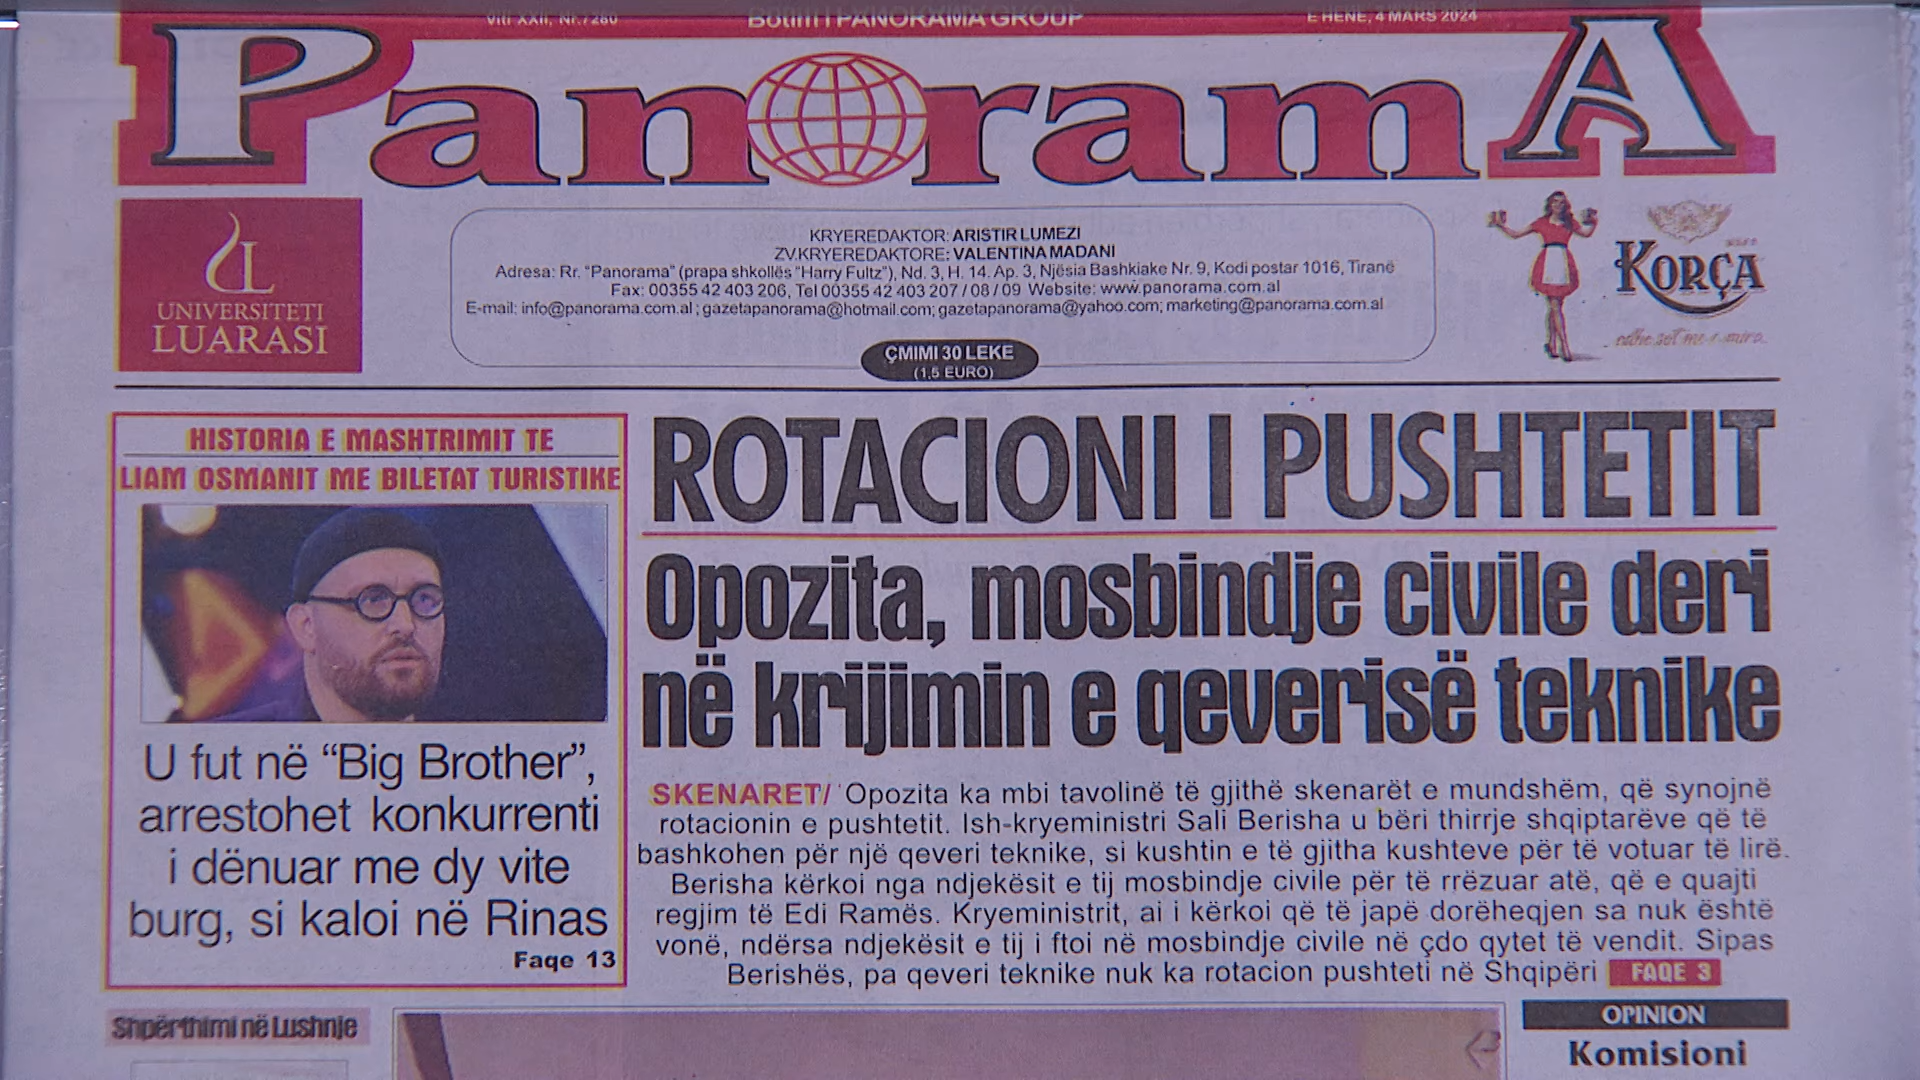 Viti XXII, Nr.7280
Botim i PANORAMA GROUP
E HENE, 4 MARS 2024
PanoramA
UNIVERSITETI
LUARASI
KRYEREDAKTOR: ARISTIR LUMEZI
ZV.KRYEREDAKTORE: VALENTINA MADANI
Adresa: Rr. "Panorama" (prapa shkollës "Harry Fultz"), Nd. 3, H. 14. Ap. 3, Njësia Bashkiake Nr. 9, Kodi postar 1016, Tiranë
Fax: 00355 42 403 206, Tel 00355 42 403 207 / 08 / 09 Website: www.panorama.com.al
E-mail: info@panorama.com.al ; gazetapanorama@hotmail.com; gazetapanorama@yahoo.com; marketing@panorama.com.al
ÇMIMI 30 LEKE
(1,5 EURO)
KORÇA
edhe sot me e mira.
HISTORIA E MASHTRIMIT TE
LIAM OSMANIT ME BILETAT TURISTIKE
U fut në “Big Brother”,
arrestohet konkurrenti
i dënuar me dy vite
burg, si kaloi në Rinas
Faqe 13
ROTACIONI I PUSHTETIT
Opozita, mosbindje civile deri
në krijimin e qeverisë teknike
SKENARET/ Opozita ka mbi tavolinë të gjithë skenarët e mundshëm, që synojnë
rotacionin e pushtetit. Ish-kryeministri Sali Berisha u bëri thirrje shqiptarëve që të
bashkohen për një qeveri teknike, si kushtin e të gjitha kushteve për të votuar të lirë.
Berisha kërkoi nga ndjekësit e tij mosbindje civile për të rrëzuar atë, që e quajti
regjim të Edi Ramës. Kryeministrit, ai i kërkoi që të japë dorëheqjen sa nuk është
vonë, ndërsa ndjekësit e tij i ftoi në mosbindje civile në çdo qytet të vendit. Sipas
Berishës, pa qeveri teknike nuk ka rotacion pushteti në Shqipëri FAQE 3
Shpërthimi në Lushnje
OPINION
Komisioni